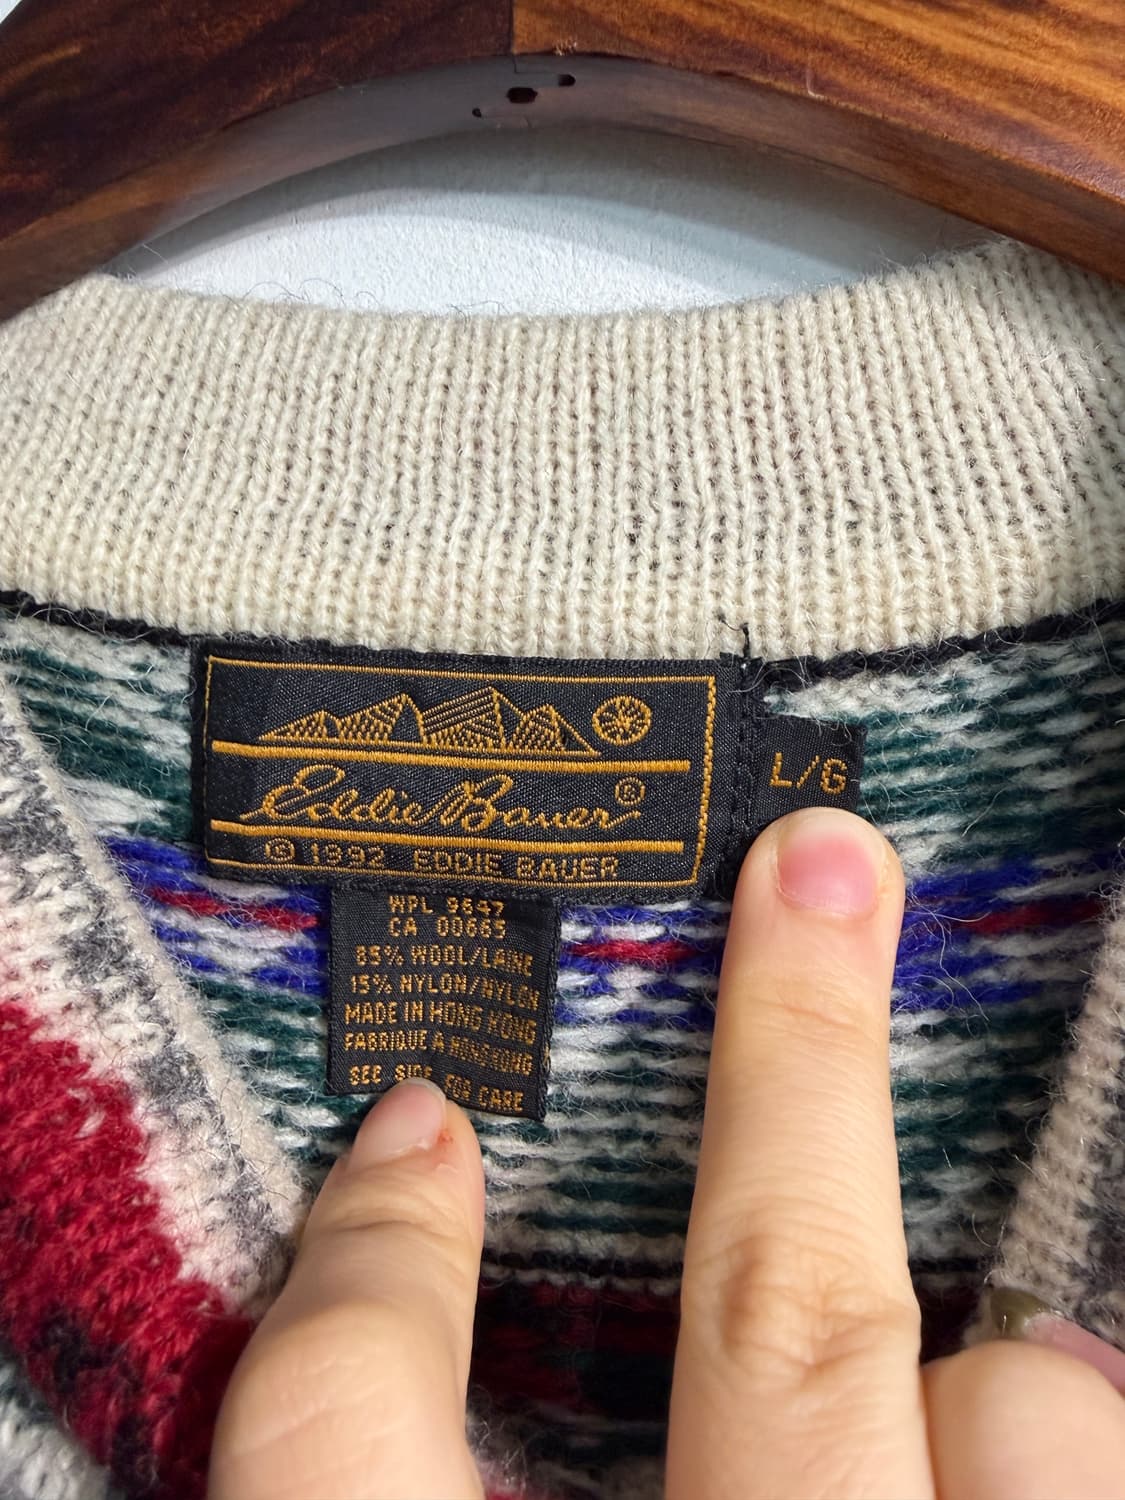 Eddie Bauer®
© 1992 EDDIE BAUER
L/G
WPL 9647
CA 00665
85% WOOL/LAINE
15% NYLON/NYLON
MADE IN HONG KONG
FABRIQUE A HONG KONG
SEE SIDE FOR CARE